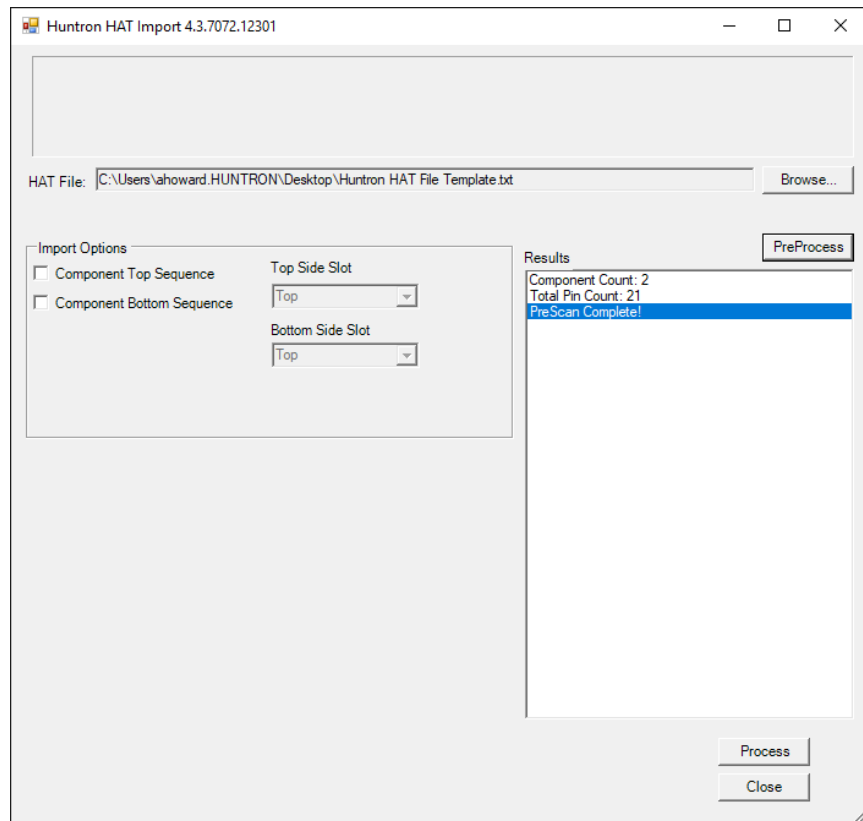 Huntron HAT Import 4.3.7072.12301
HAT File: C:\Users\ahoward.HUNTRON\Desktop\Huntron HAT File Template.txt Browse...
PreProcess
Import Options
Component Top Sequence
Component Bottom Sequence
Top Side Slot
Top
Bottom Side Slot
Top
Results
Component Count: 2
Total Pin Count: 21
PreScan Complete!
Process
Close